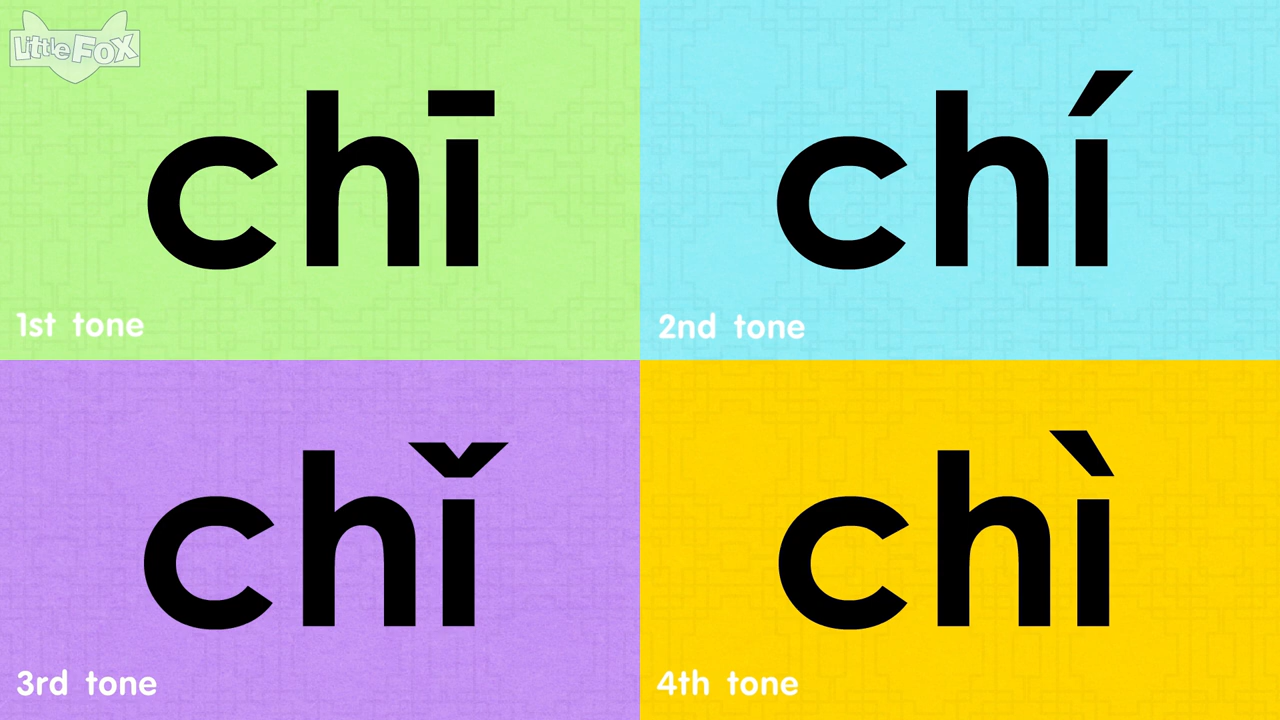 Little Fox
chī
1st tone
chí
2nd tone
chǐ
3rd tone
chì
4th tone